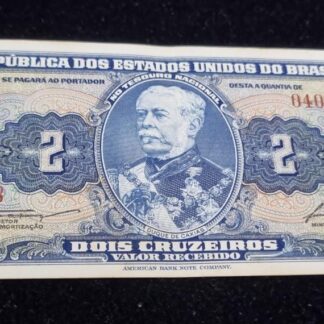 PÚBLICA DOS ESTADOS UNIDOS DO BRAS
SE PAGARÁ AO PORTADOR
DESTA A QUANTIA DE
NO TESOURO NACIONAL
040
2
2
DUQUE DE CAXIAS
DOIS CRUZEIROS
VALOR RECEBIDO
AMERICAN BANK NOTE COMPANY.